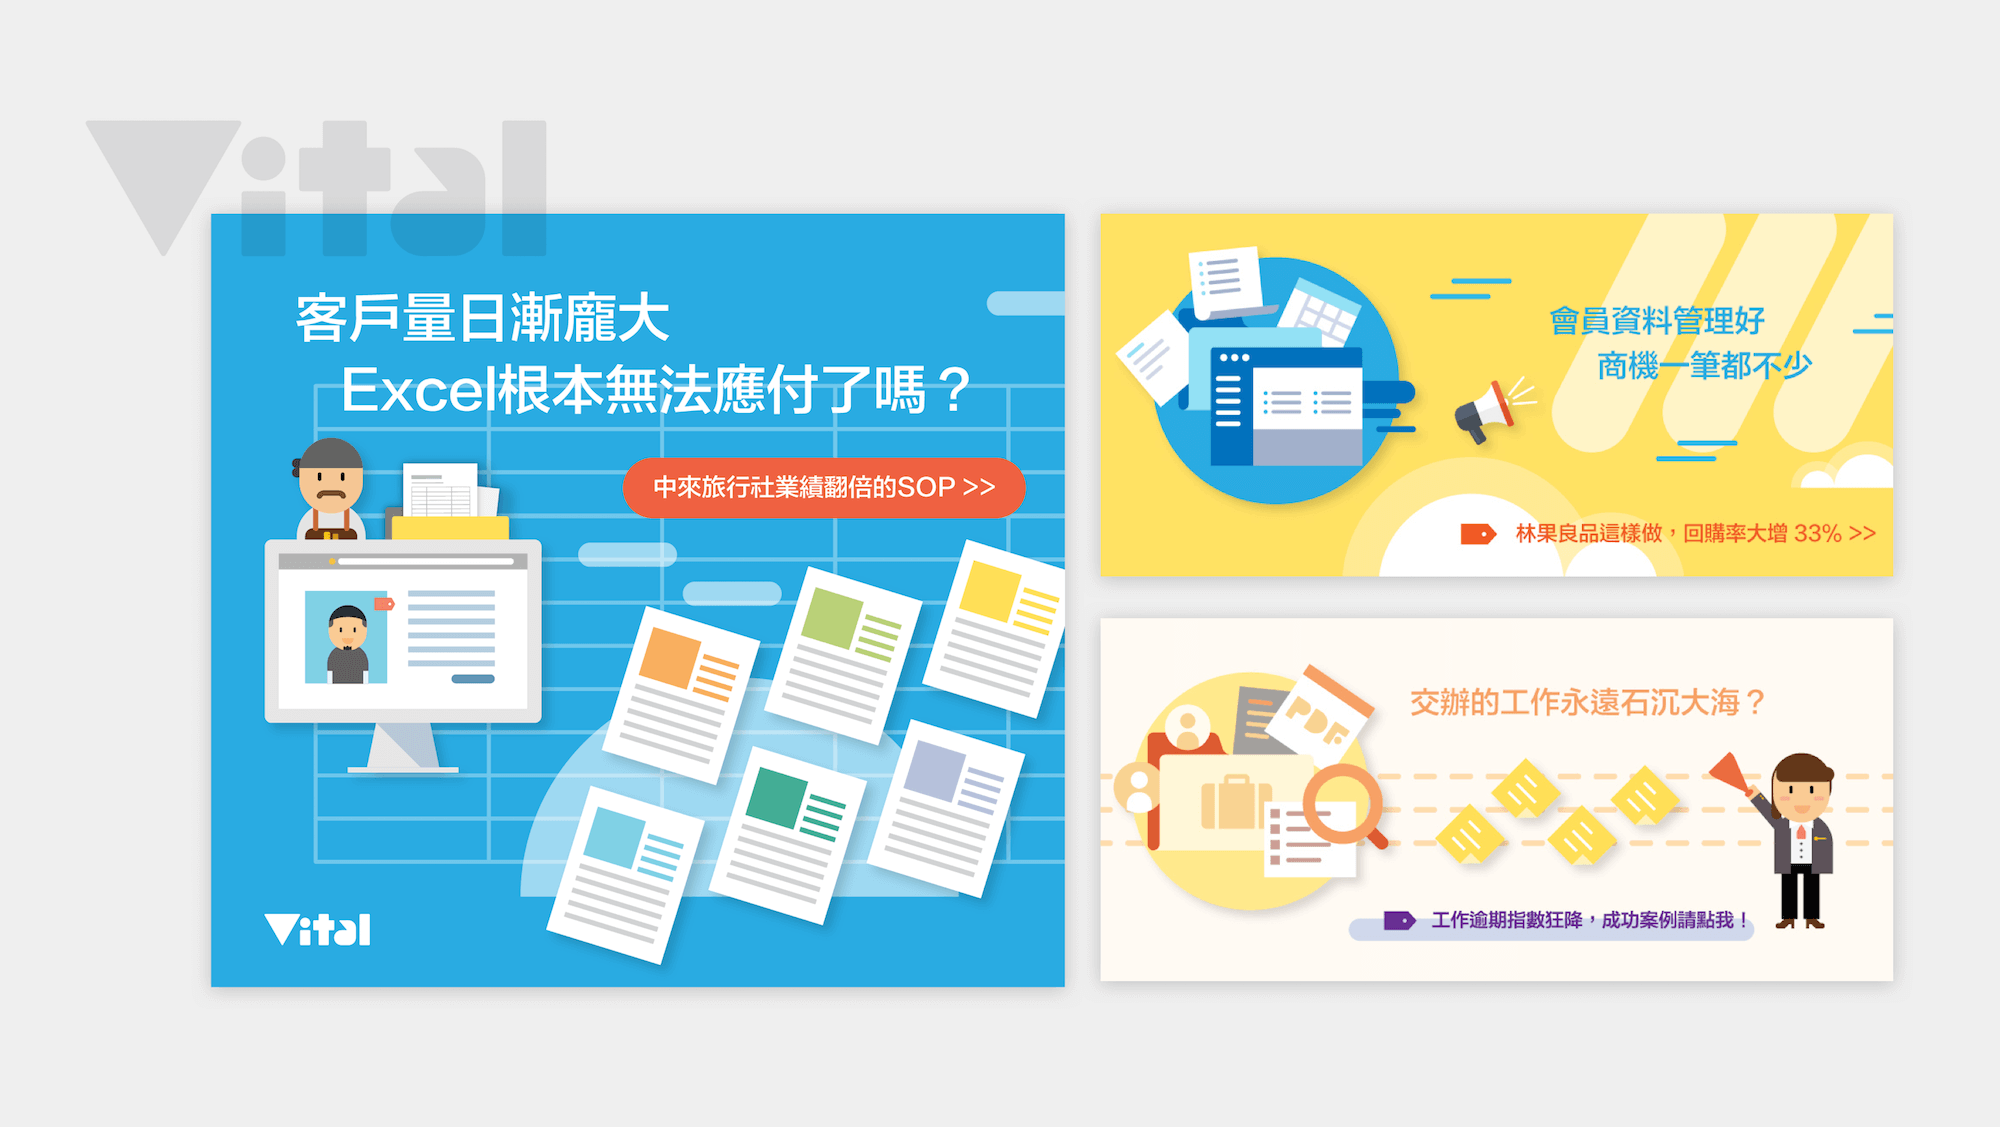 Vital
客戶量日漸龐大
Excel根本無法應付了嗎？
中來旅行社業績翻倍的SOP >>
Vital
會員資料管理好
商機一筆都不少
林果良品這樣做，回購率大增 33% >>
交辦的工作永遠石沉大海？
PDF
工作逾期指數狂降，成功案例請點我！